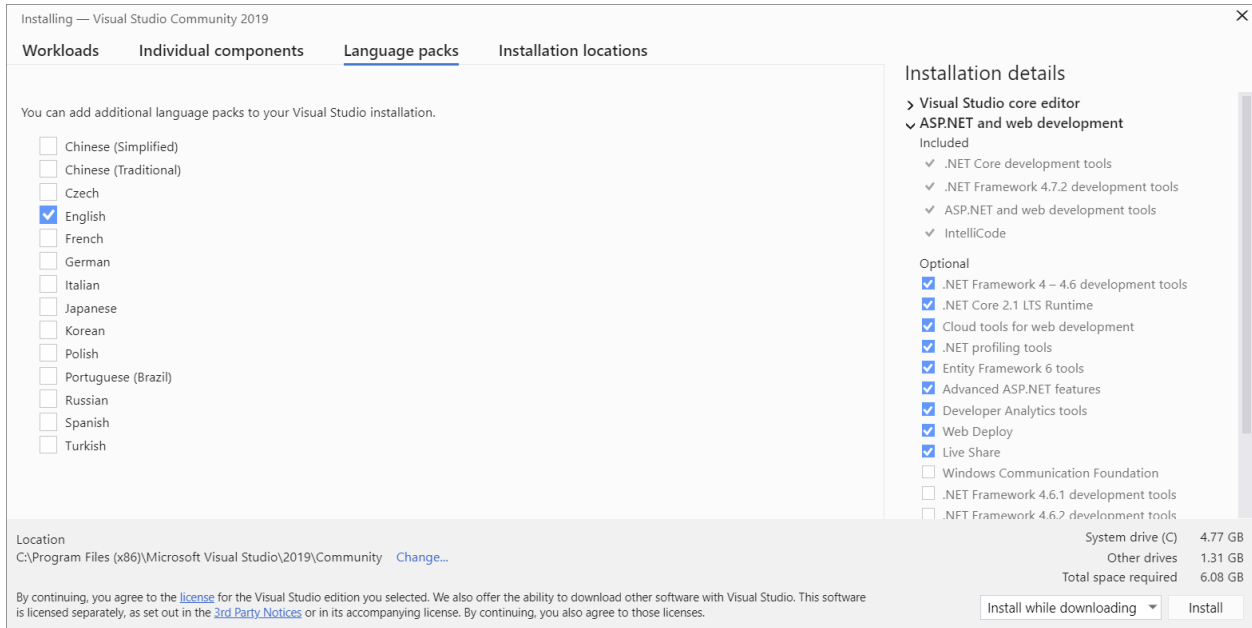 Installing — Visual Studio Community 2019
Workloads Individual components Language packs Installation locations
You can add additional language packs to your Visual Studio installation.
Chinese (Simplified)
Chinese (Traditional)
Czech
English
French
German
Italian
Japanese
Korean
Polish
Portuguese (Brazil)
Russian
Spanish
Turkish
Installation details
Visual Studio core editor
ASP.NET and web development
Included
.NET Core development tools
.NET Framework 4.7.2 development tools
ASP.NET and web development tools
IntelliCode
Optional
.NET Framework 4 – 4.6 development tools
.NET Core 2.1 LTS Runtime
Cloud tools for web development
.NET profiling tools
Entity Framework 6 tools
Advanced ASP.NET features
Developer Analytics tools
Web Deploy
Live Share
Windows Communication Foundation
.NET Framework 4.6.1 development tools
.NET Framework 4.6.2 development tools
Location
C:\Program Files (x86)\Microsoft Visual Studio\2019\Community Change...
By continuing, you agree to the license for the Visual Studio edition you selected. We also offer the ability to download other software with Visual Studio. This software
is licensed separately, as set out in the 3rd Party Notices or in its accompanying license. By continuing, you also agree to those licenses.
System drive (C) 4.77 GB
Other drives 1.31 GB
Total space required 6.08 GB
Install while downloading Install